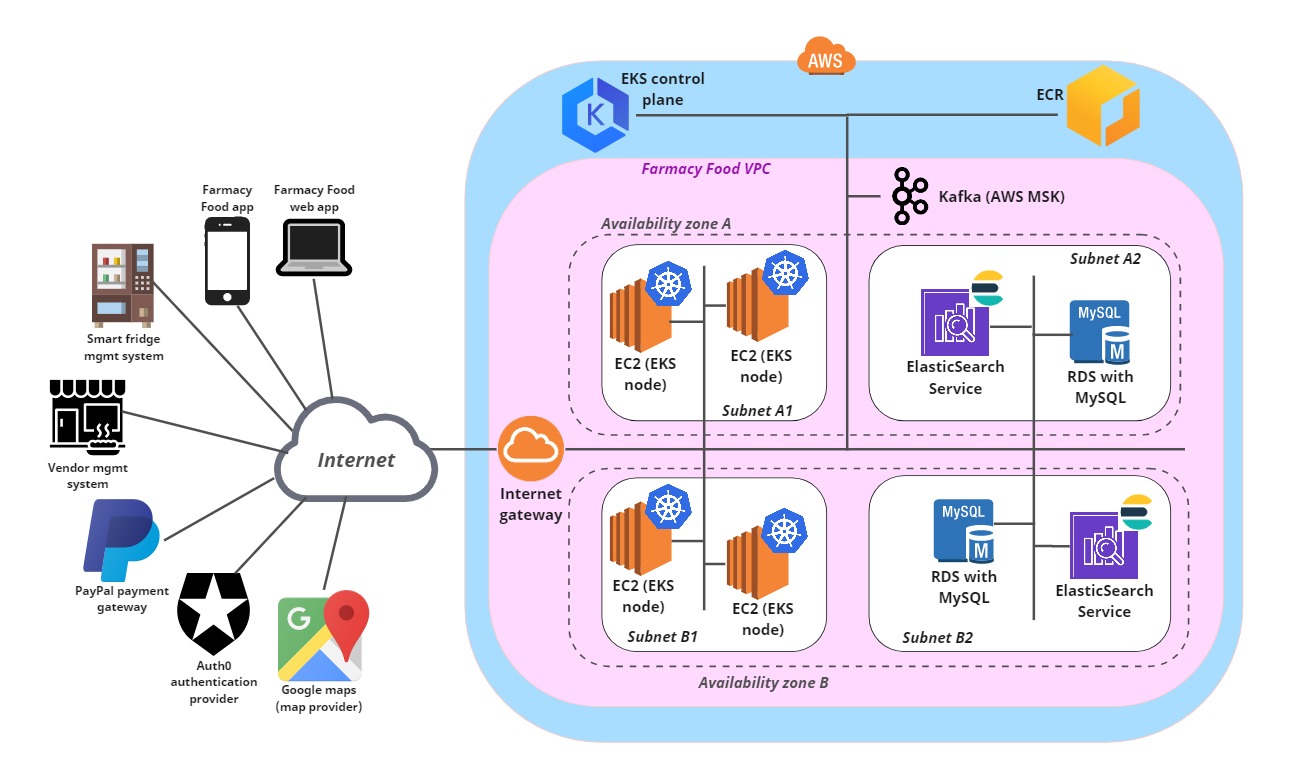 AWS
EKS control
plane
K
ECR
Farmacy Food VPC
Kafka (AWS MSK)
Farmacy
Food app
Farmacy Food
web app
Smart fridge
mgmt system
Vendor mgmt
system
PayPal payment
gateway
Auth0
authentication
provider
G
Google maps
(map provider)
Internet
Internet
gateway
Availability zone A
EC2 (EKS
node)
EC2 (EKS
node)
Subnet A1
Subnet A2
ElasticSearch
Service
MySQL
M
RDS with
MySQL
EC2 (EKS
node)
EC2 (EKS
node)
Subnet B1
MySQL
M
RDS with
MySQL
ElasticSearch
Service
Subnet B2
Availability zone B